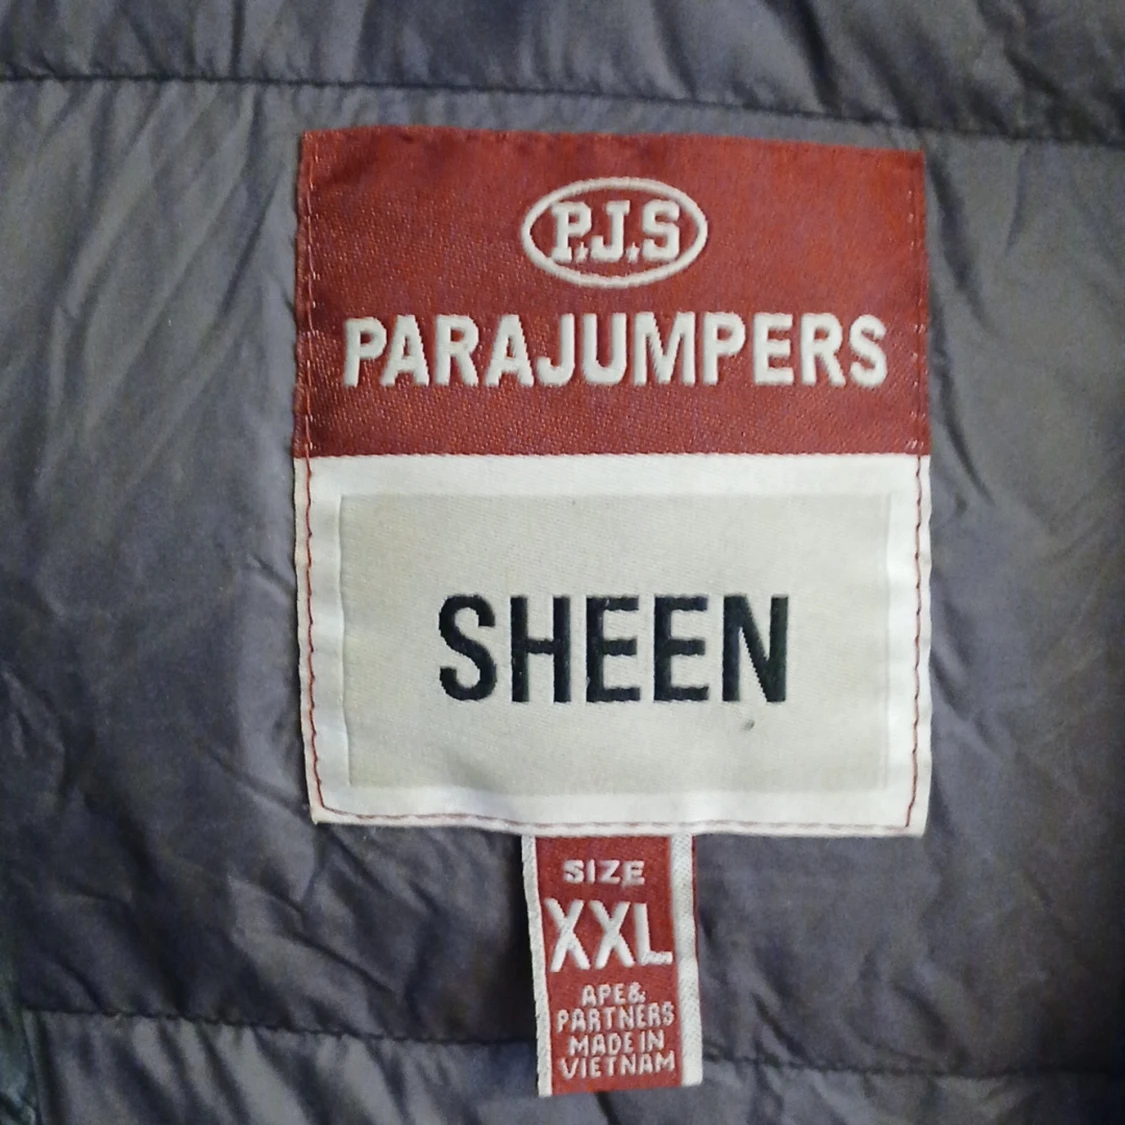 P.J.S
PARAJUMPERS
SHEEN
SIZE
XXL
APE&
PARTNERS
MADE IN
VIETNAM